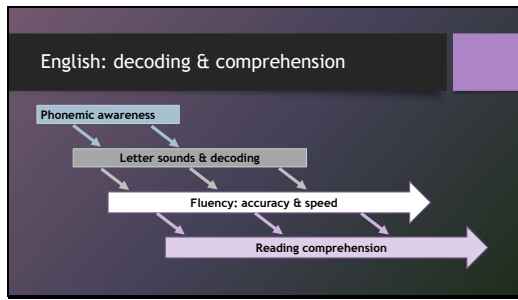 English: decoding & comprehension
Phonemic awareness
Letter sounds & decoding
Fluency: accuracy & speed
Reading comprehension